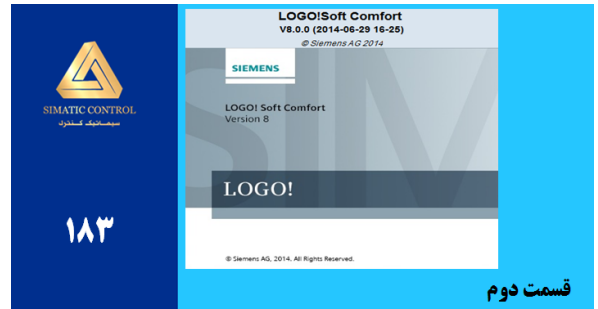 SIMATIC CONTROL
سیماتیک کنترل
۱۸۳
LOGO!Soft Comfort
V8.0.0 (2014-06-29 16-25)
© Siemens AG 2014
SIEMENS
LOGO! Soft Comfort
Version 8
SIM
LOGO!
© Siemens AG, 2014. All Rights Reserved.
قسمت دوم